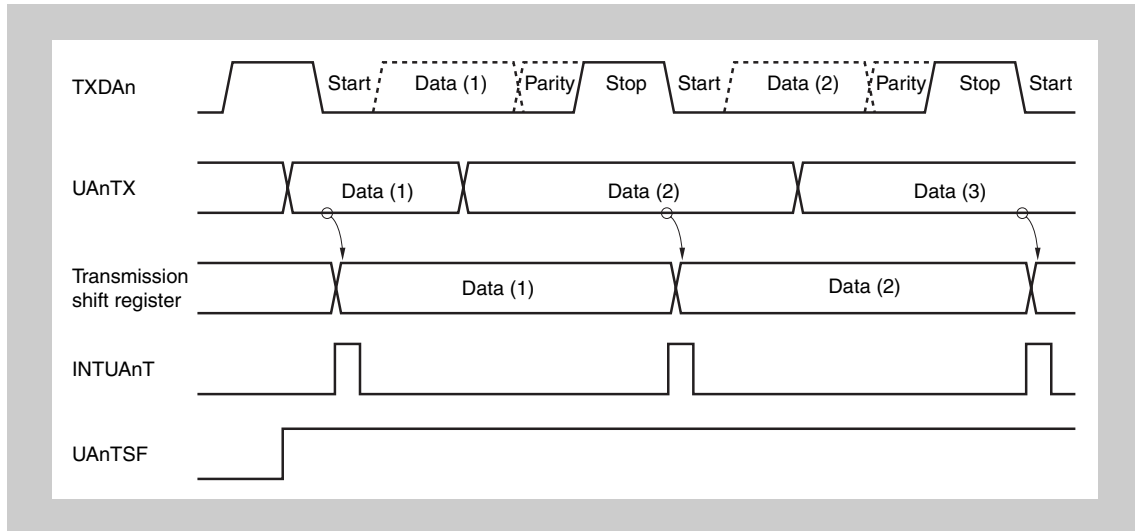 TXDAn Start Data (1) Parity Stop Start Data (2) Parity Stop Start
UAnTX Data (1) Data (2) Data (3)
Transmission
shift register
Data (1) Data (2)
INTUAnT
UAnTSF